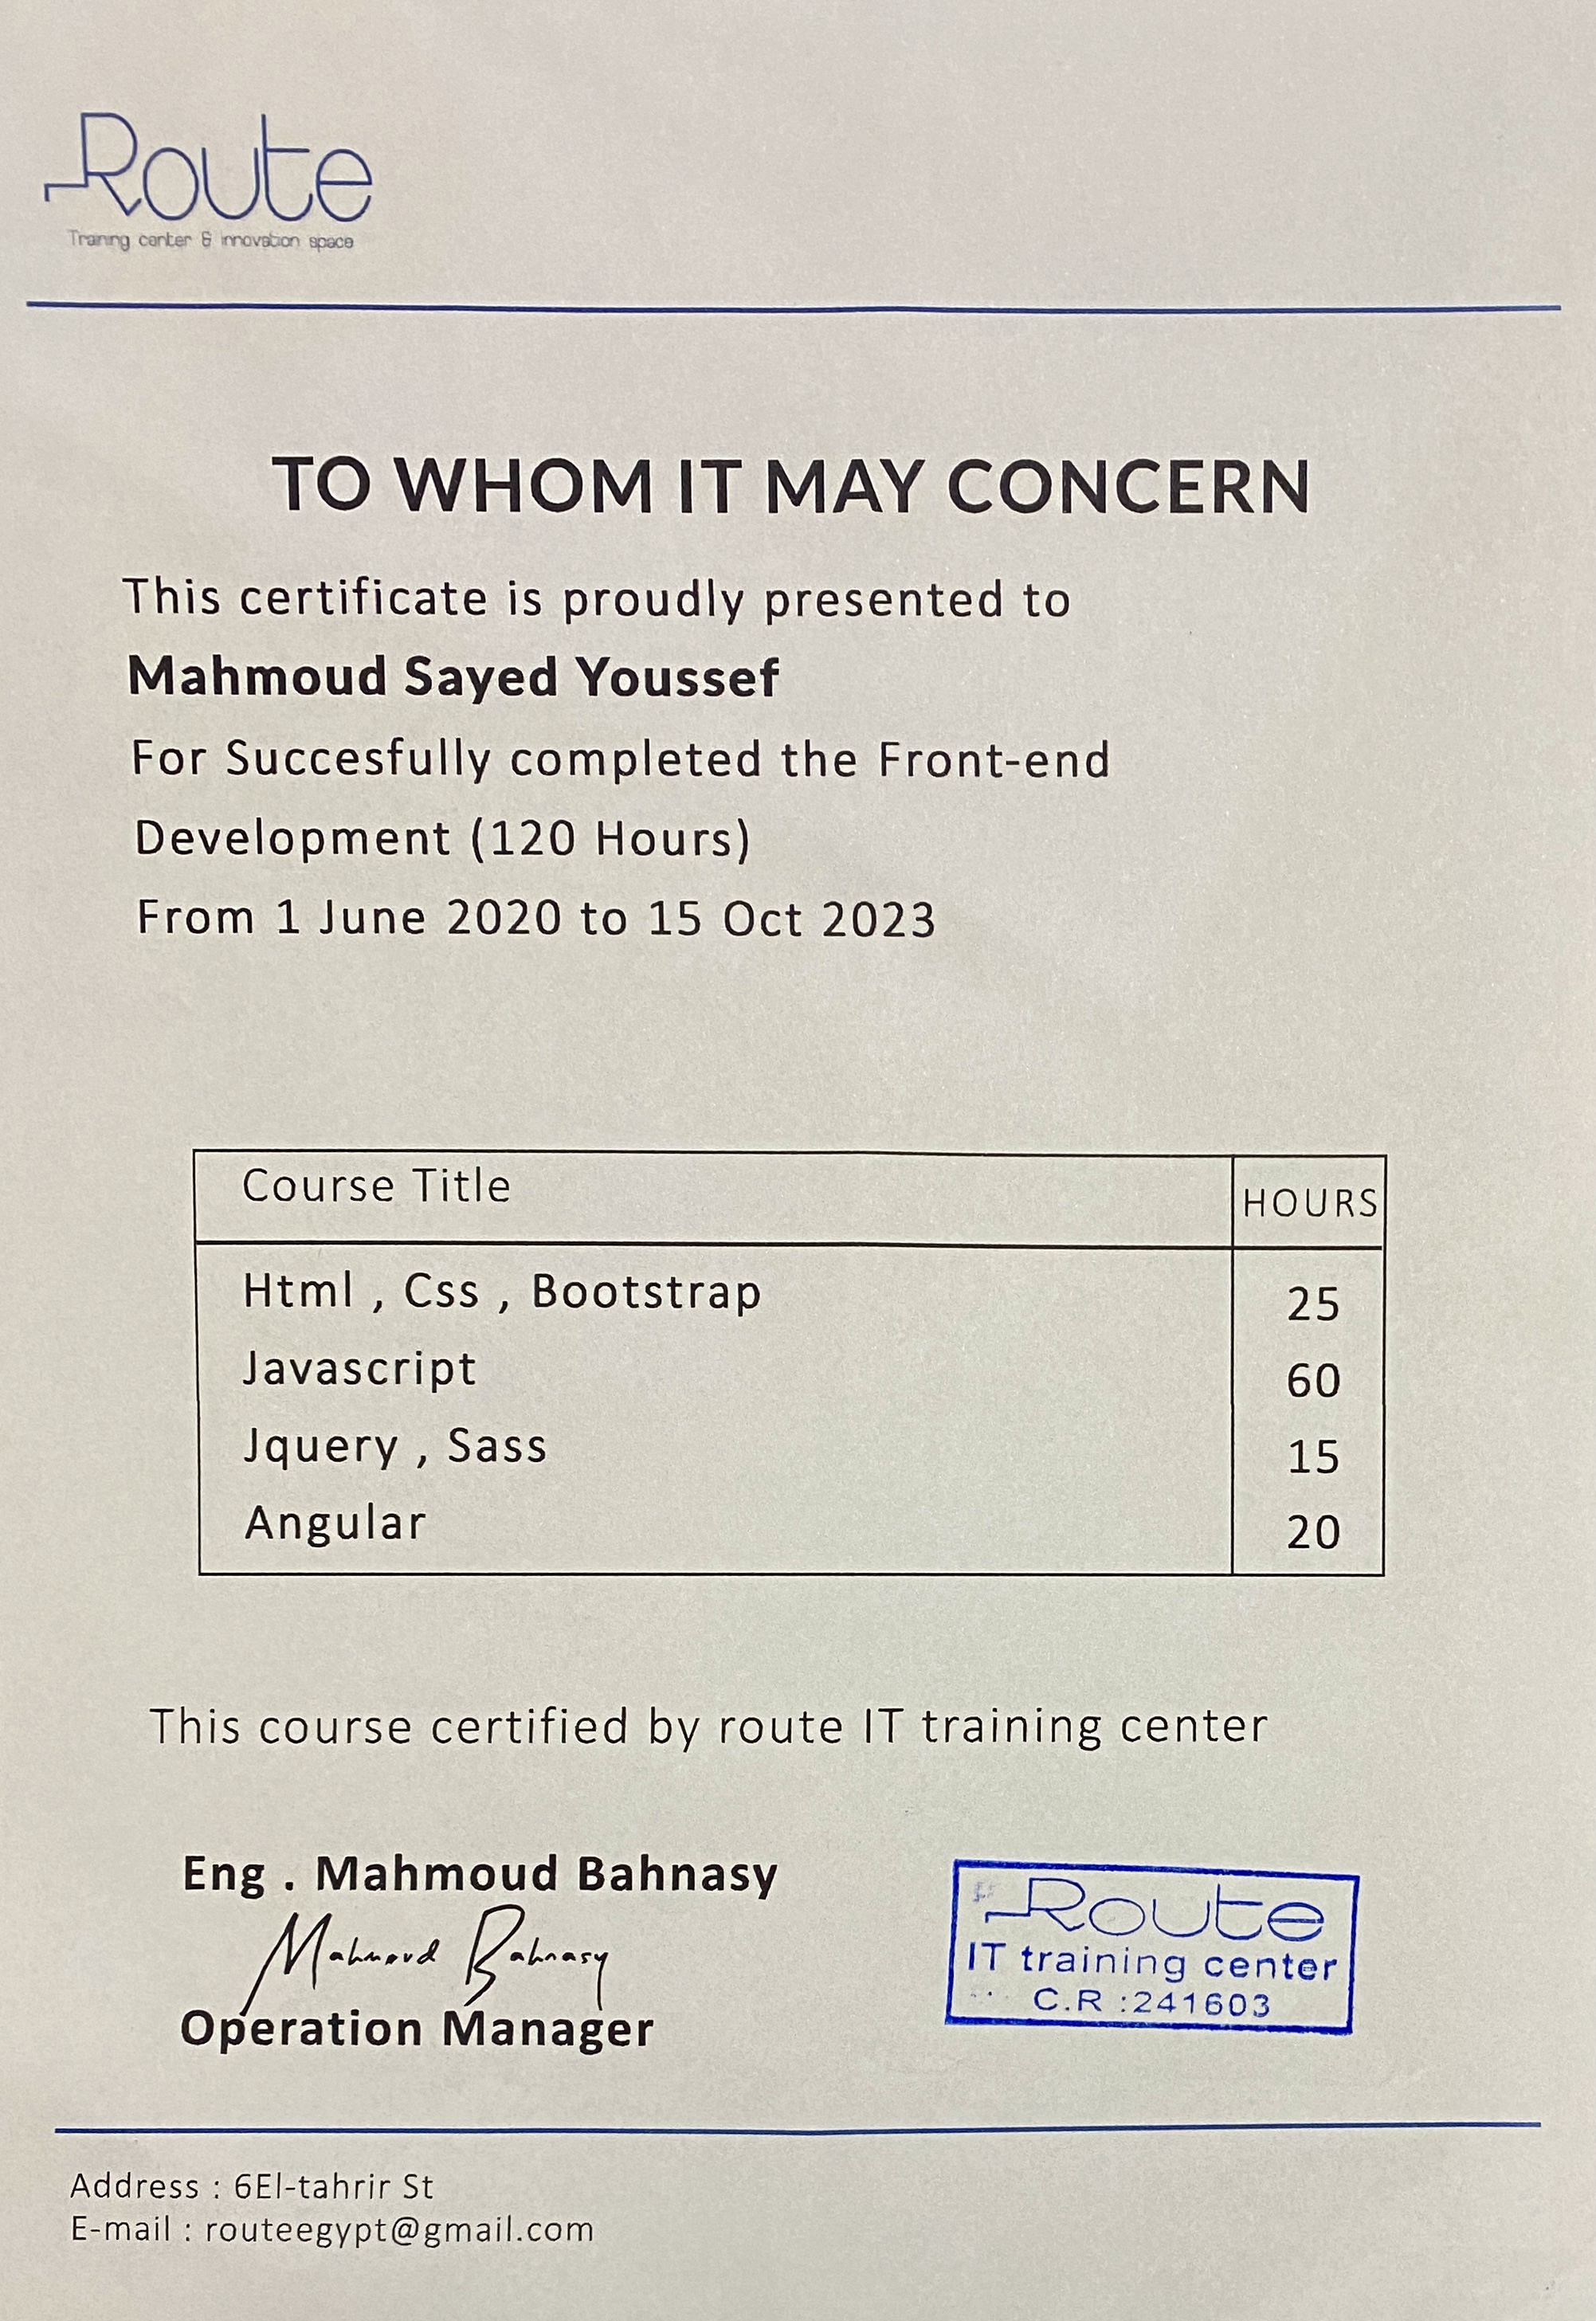 Route
Training center & innovation space
TO WHOM IT MAY CONCERN
This certificate is proudly presented to
Mahmoud Sayed Youssef
For Succesfully completed the Front-end
Development (120 Hours)
From 1 June 2020 to 15 Oct 2023
Course Title HOURS
Html , Css , Bootstrap 25
Javascript 60
Jquery , Sass 15
Angular 20
This course certified by route IT training center
Eng . Mahmoud Bahnasy
Mahmoud Bahnasy
Operation Manager
Route
IT training center
C.R :241603
Address : 6El-tahrir St
E-mail : routeegypt@gmail.com